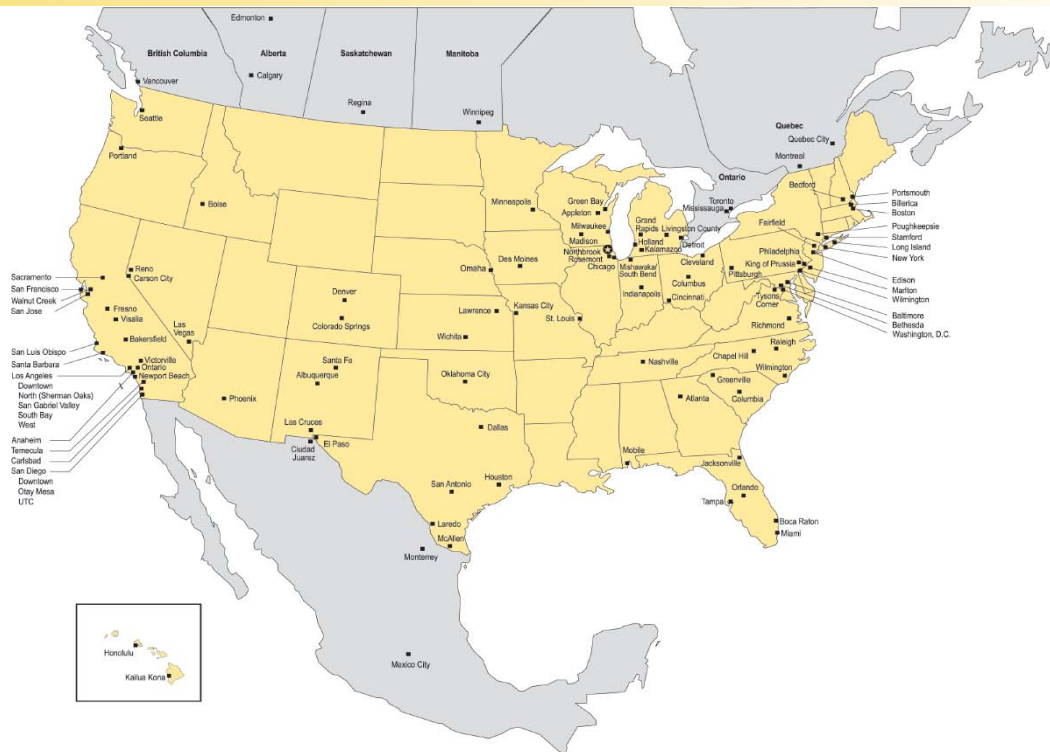 Edmonton
British Columbia
Alberta
Saskatchewan
Manitoba
Calgary
Vancouver
Regina
Winnipeg
Seattle
Portland
Boise
Quebec
Quebec City
Montreal
Ontario
Toronto
Mississauga
Bedford
Portsmouth
Billerica
Boston
Poughkeepsie
Stamford
Long Island
New York
Edison
Marlton
Wilmington
Baltimore
Bethesda
Washington, D.C.
Fairfield
Philadelphia
King of Prussia
Pittsburgh
Tysons
Corner
Richmond
Raleigh
Chapel Hill
Wilmington
Greenville
Columbia
Atlanta
Nashville
Minneapolis
Green Bay
Appleton
Milwaukee
Madison
Northbrook
Rosemont
Chicago
Grand
Rapids
Livingston County
Holland
Kalamazoo
Detroit
Mishawaka/
South Bend
Cleveland
Columbus
Indianapolis
Cincinnati
Des Moines
Omaha
Lawrence
Kansas City
St. Louis
Wichita
Denver
Colorado Springs
Reno
Carson City
Sacramento
San Francisco
Walnut Creek
San Jose
Fresno
Visalia
Bakersfield
Las
Vegas
San Luis Obispo
Santa Barbara
Victorville
Ontario
Newport Beach
Los Angeles
Downtown
North (Sherman Oaks)
San Gabriel Valley
South Bay
West
Anaheim
Temecula
Carlsbad
San Diego
Downtown
Otay Mesa
UTC
Phoenix
Santa Fe
Albuquerque
Oklahoma City
Las Cruces
El Paso
Ciudad
Juarez
Dallas
Houston
San Antonio
Laredo
McAllen
Monterrey
Mobile
Jacksonville
Orlando
Tampa
Boca Raton
Miami
Mexico City
Honolulu
Kailua Kona